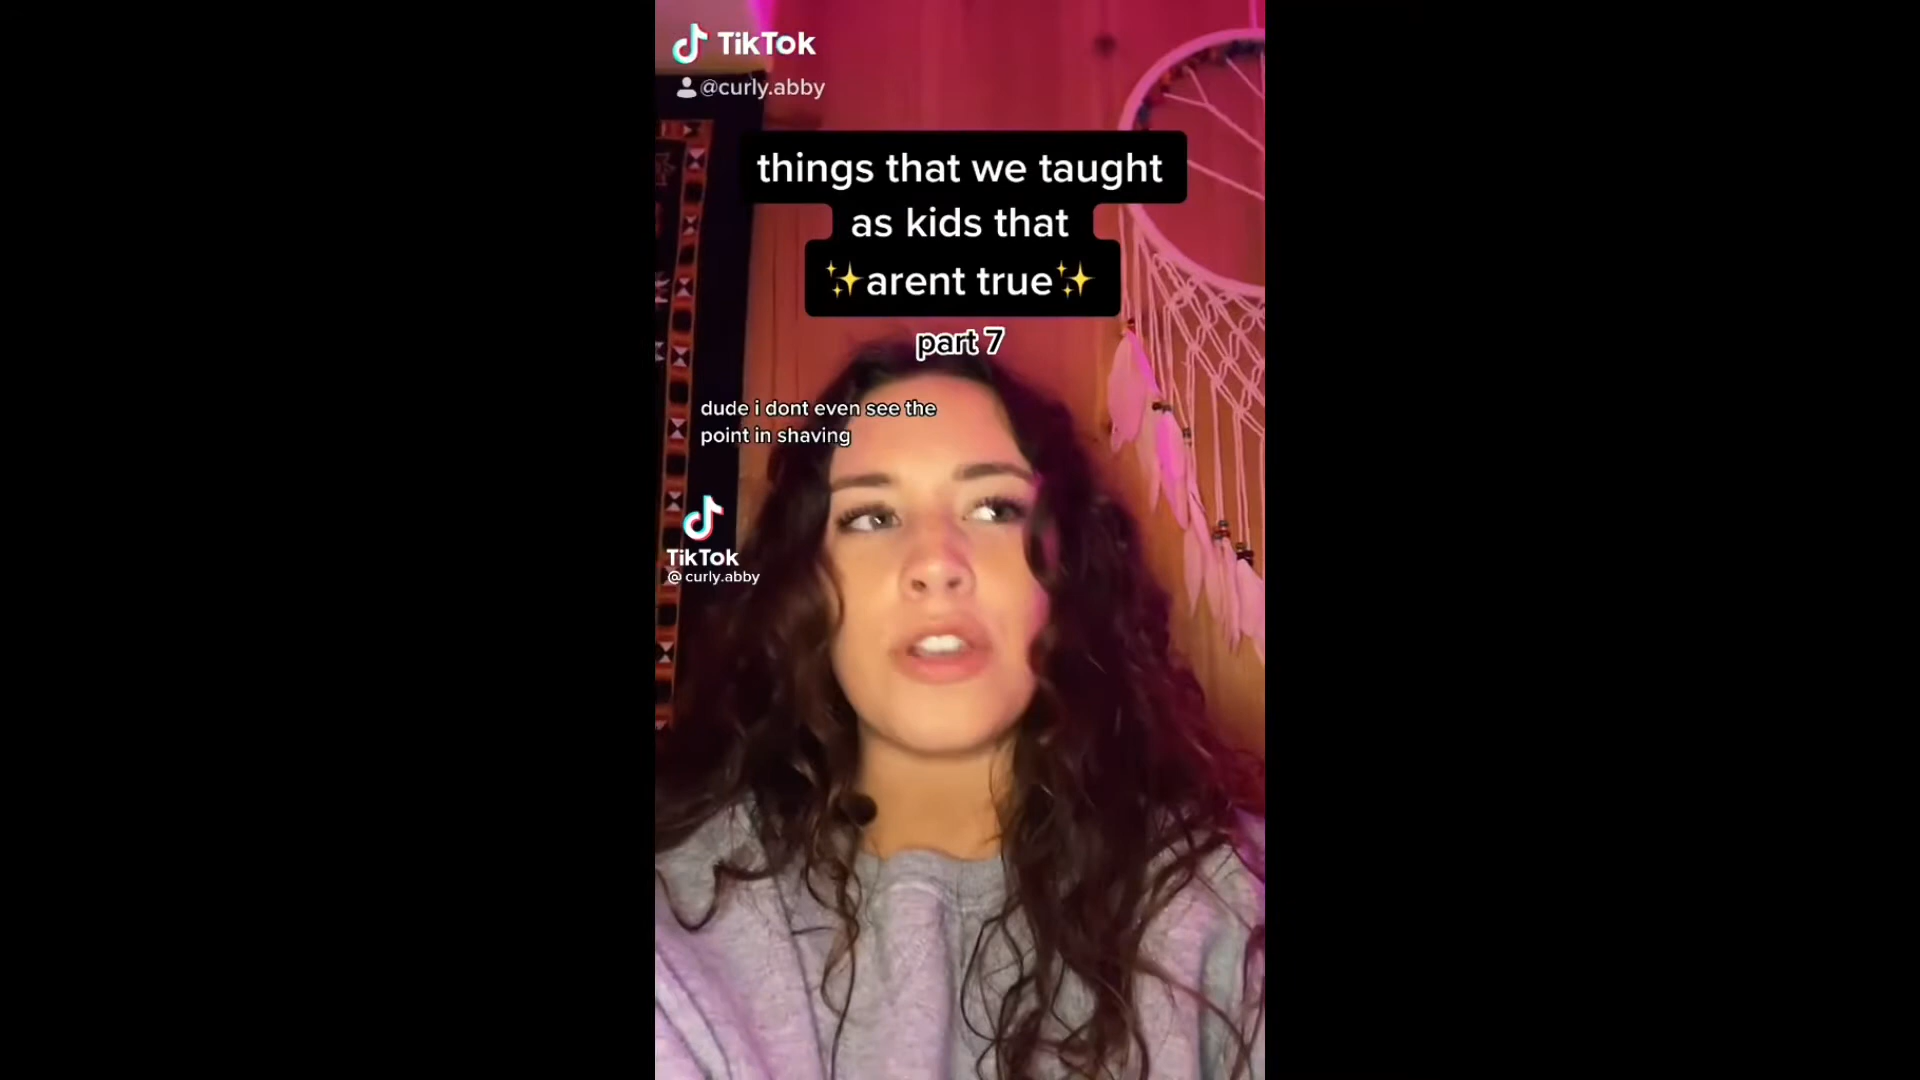 TikTok
@curly.abby
things that we taught
as kids that
✨arent true✨
part 7
dude i dont even see the
point in shaving
TikTok
@curly.abby